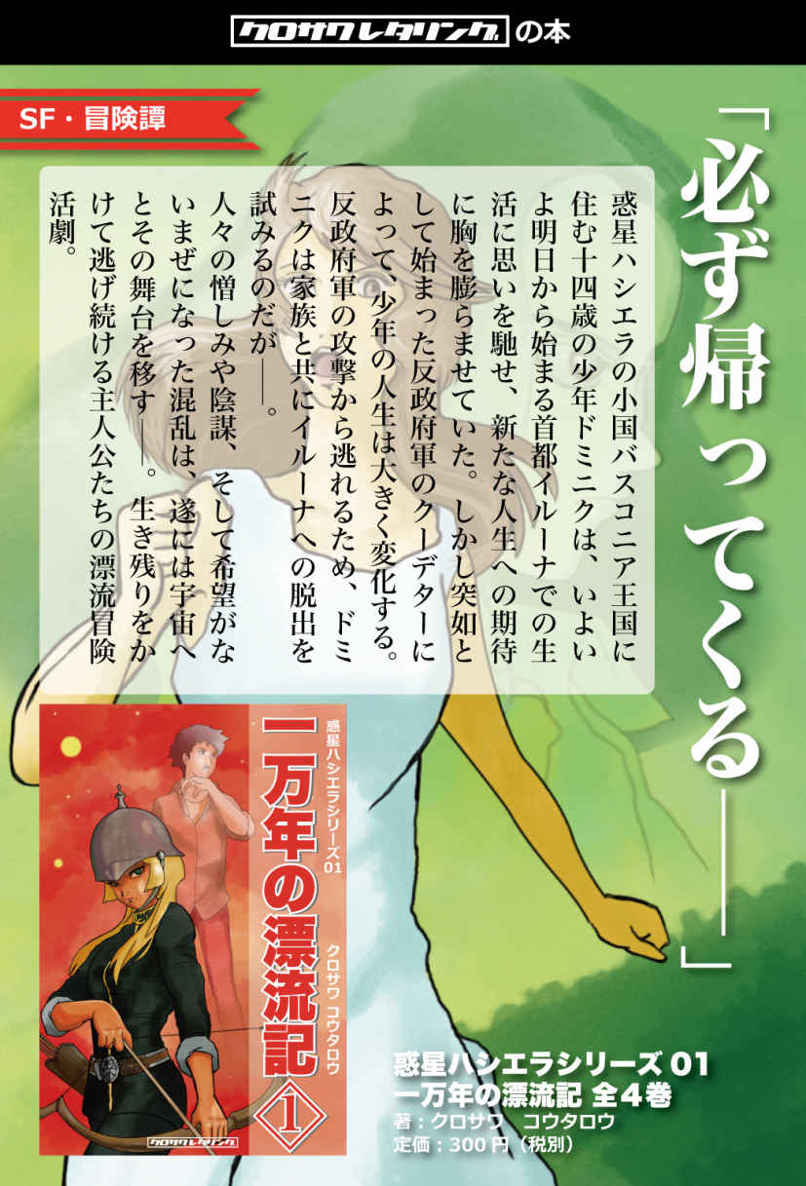 クロサワレタリング の本
SF・冒険譚
「必ず帰ってくる――」
惑星ハシエラの小国バスコニア王国に
住む十四歳の少年ドミニクは、いよい
よ明日から始まる首都イルーナでの生
活に思いを馳せ、新たな人生への期待
に胸を膨らませていた。しかし突如と
して始まった反政府軍のクーデターに
よって、少年の人生は大きく変化する。
反政府軍の攻撃から逃れるため、ドミ
ニクは家族と共にイルーナへの脱出を
試みるのだが――。
人々の憎しみや陰謀、そして希望がな
いまぜになった混乱は、遂には宇宙へ
とその舞台を移す――。生き残りをか
けて逃げ続ける主人公たちの漂流冒険
活劇。
惑星ハシエラシリーズ01
クロサワ コウタロウ
一万年の漂流記
1
クロサワレタリング
惑星ハシエラシリーズ 01
一万年の漂流記 全4巻
著：クロサワ コウタロウ
定価：300円（税別）